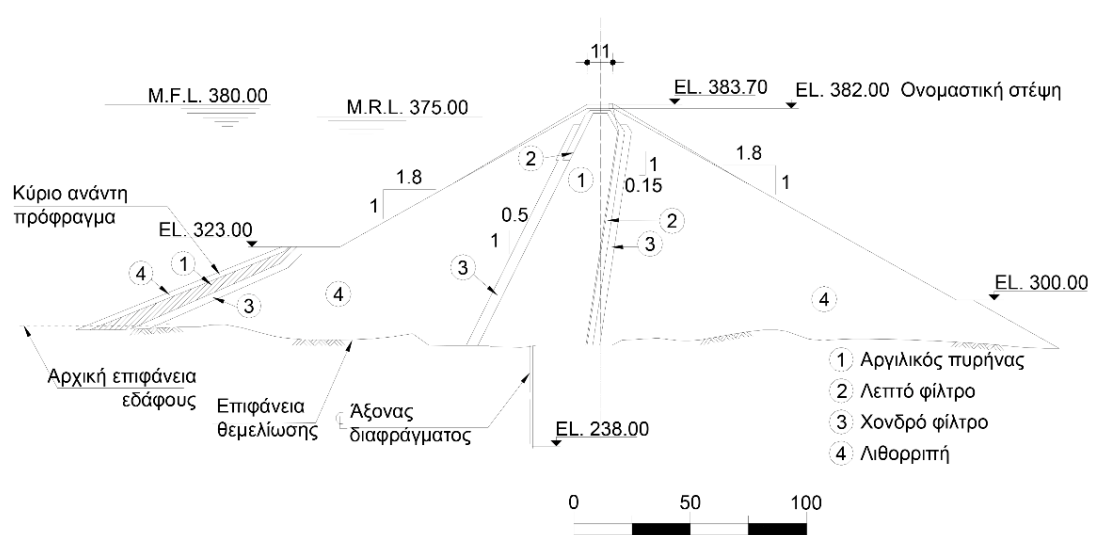 11
M.F.L. 380.00
EL. 383.70
EL. 382.00 Ονομαστική στέψη
M.R.L. 375.00
2
1
1
0.15
1.8
1
1.8
1
Κύριο ανάντη
πρόφραγμα
EL. 323.00
0.5
1
2
3
4
1
3
3
4
4
EL. 300.00
Αρχική επιφάνεια
εδάφους
Επιφάνεια
θεμελίωσης
Άξονας
διαφράγματος
EL. 238.00
1 Αργιλικός πυρήνας
2 Λεπτό φίλτρο
3 Χονδρό φίλτρο
4 Λιθορριπή
0 50 100